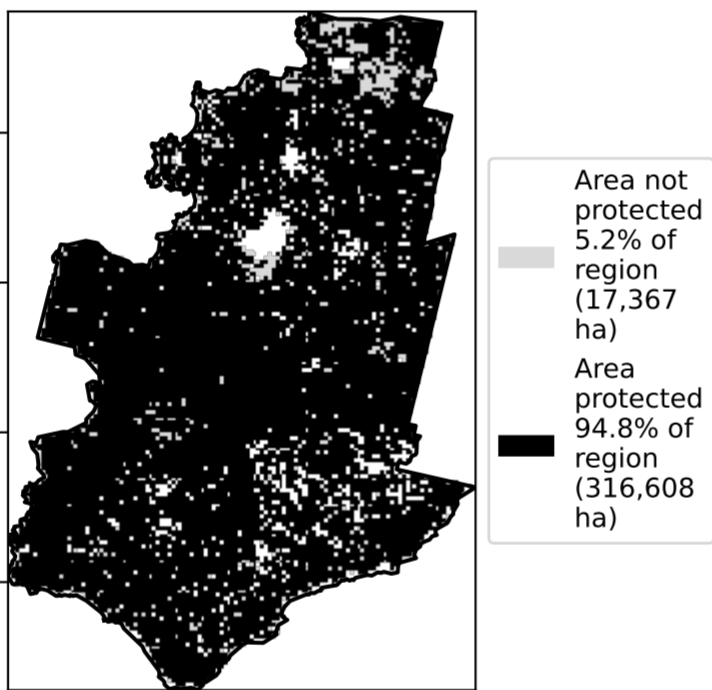 Area not
protected
5.2% of
region
(17,367
ha)
Area
protected
94.8% of
region
(316,608
ha)